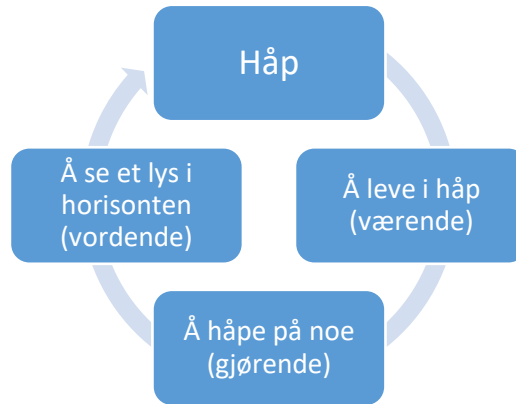 Håp
Å leve i håp
(værende)
Å håpe på noe
(gjørende)
Å se et lys i
horisonten
(vordende)